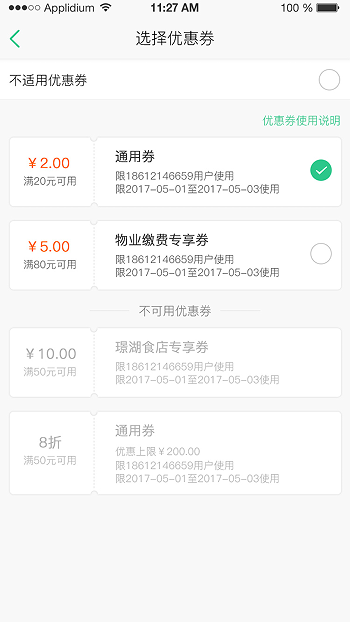 Applidium 11:27 AM 100 %
选择优惠券
不适用优惠券
优惠券使用说明
¥2.00
满20元可用
通用券
限18612146659用户使用
限2017-05-01至2017-05-03使用
¥5.00
满80元可用
物业缴费专享券
限18612146659用户使用
限2017-05-01至2017-05-03使用
不可用优惠券
¥10.00
满50元可用
璟湖食店专享券
限18612146659用户使用
限2017-05-01至2017-05-03使用
8折
满50元可用
通用券
优惠上限¥200.00
限18612146659用户使用
限2017-05-01至2017-05-03使用